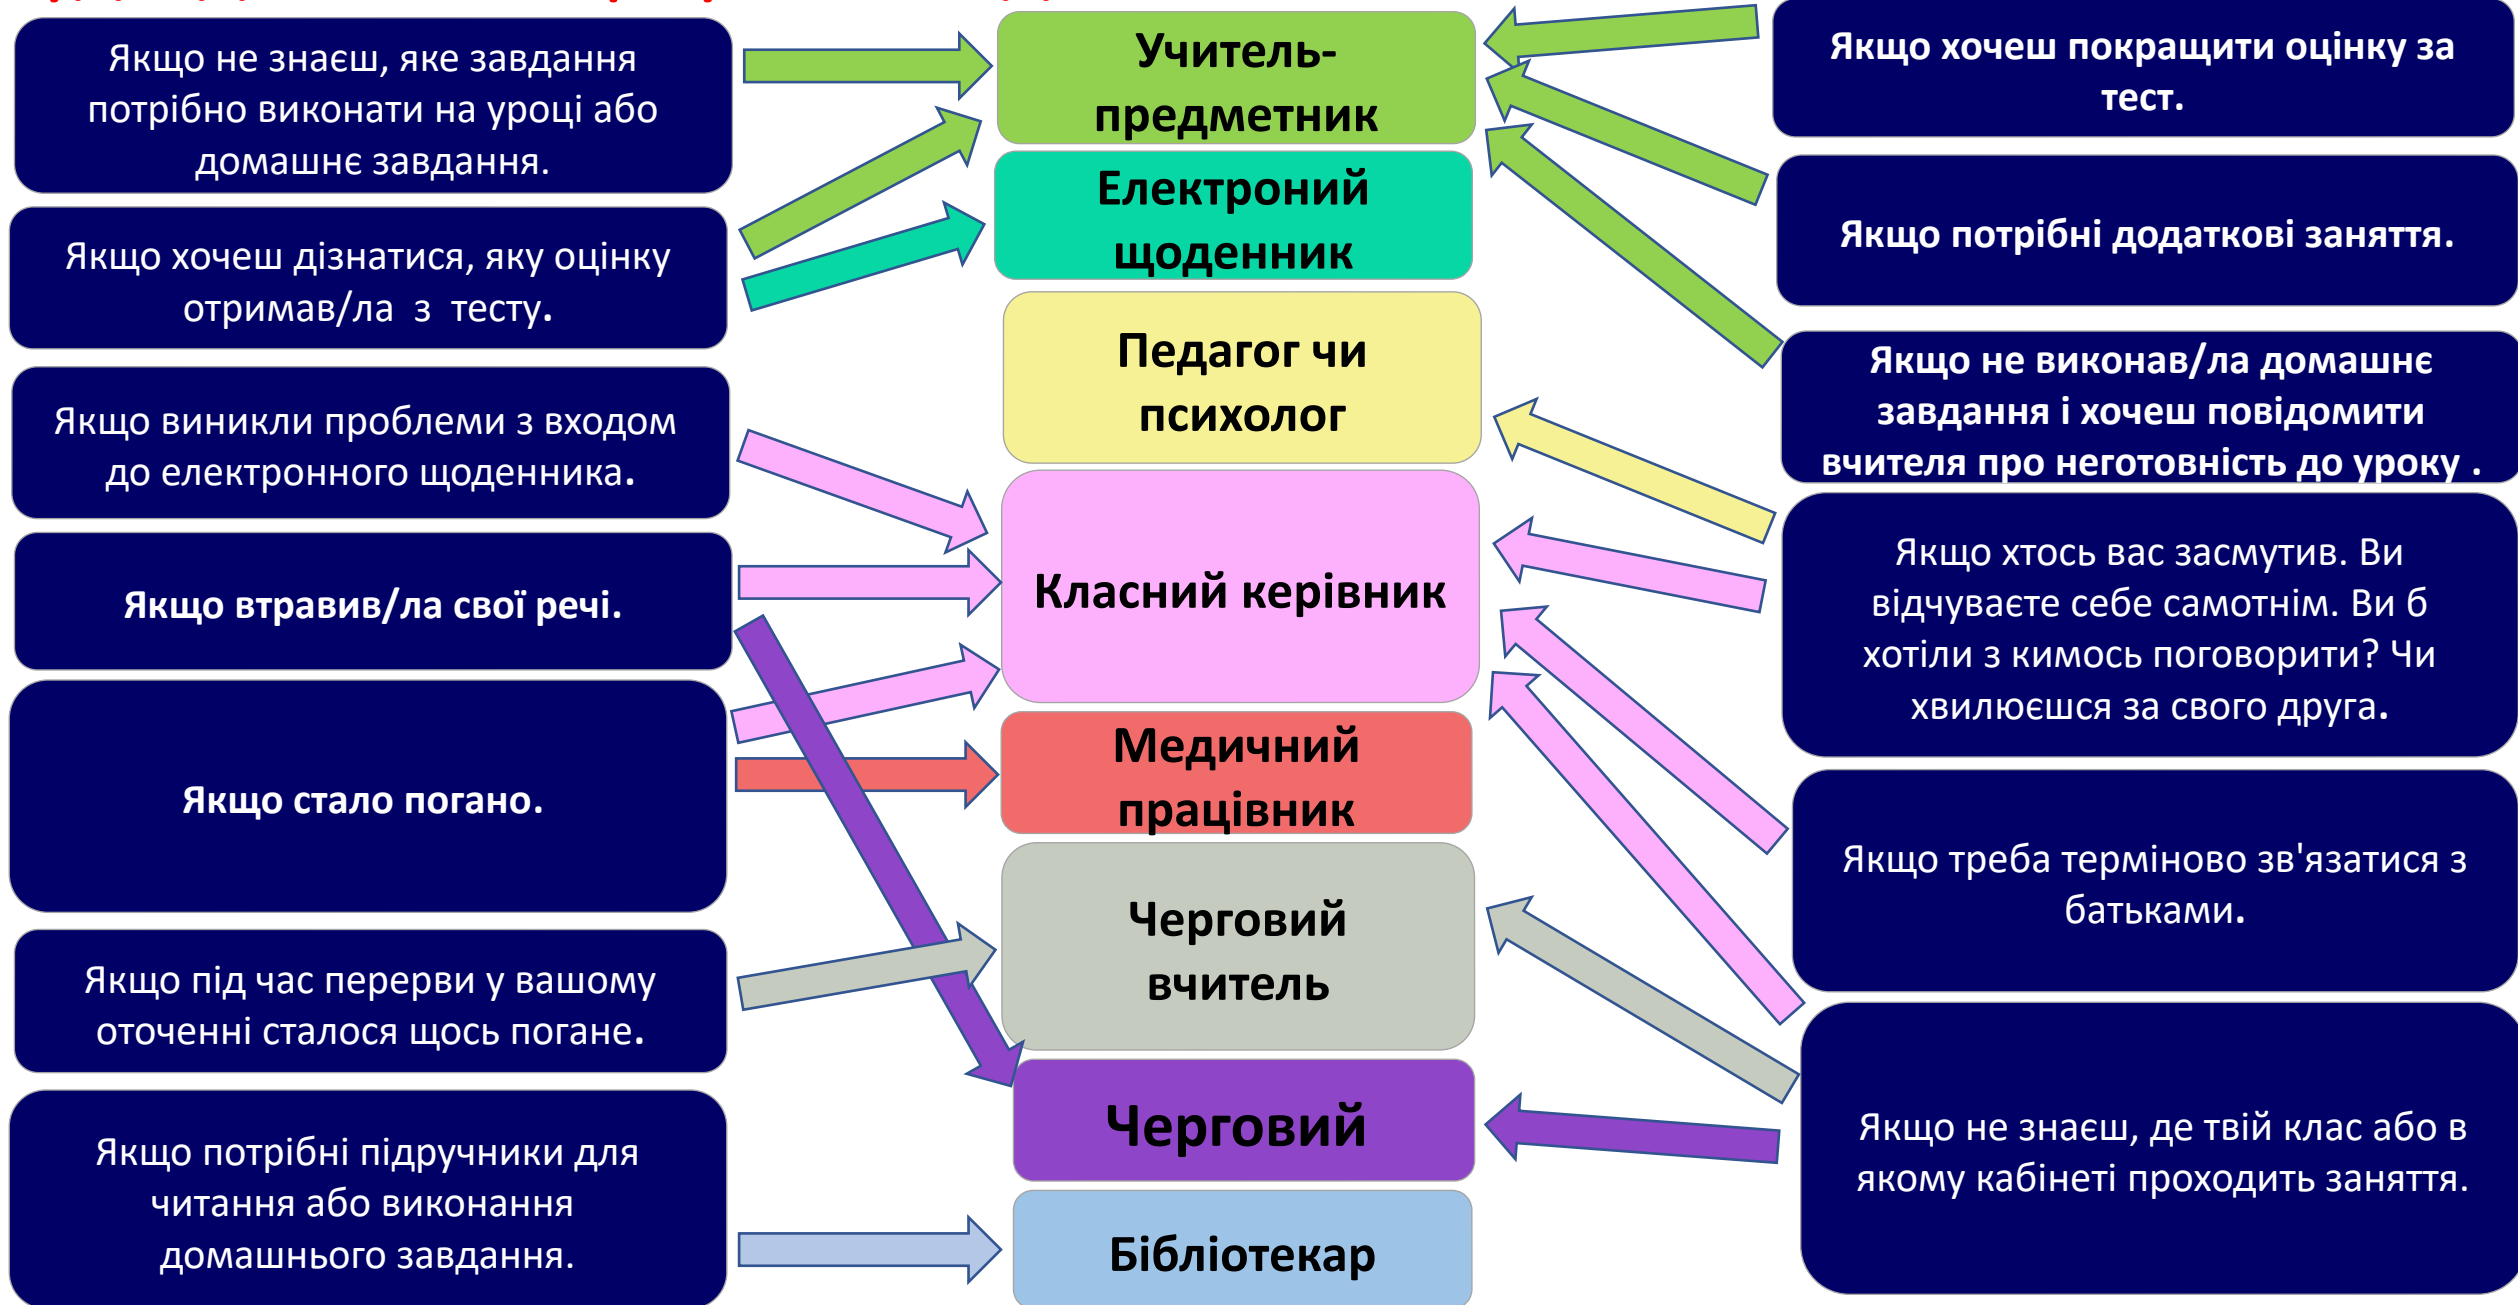 Якщо не знаєш, яке завдання
потрібно виконати на уроці або
домашнє завдання.
Якщо хочеш дізнатися, яку оцінку
отримав/ла з тесту.
Якщо виникли проблеми з входом
до електронного щоденника.
Якщо втравив/ла свої речі.
Якщо стало погано.
Якщо під час перерви у вашому
оточенні сталося щось погане.
Якщо потрібні підручники для
читання або виконання
домашнього завдання.
Учитель-
предметник
Електроний
щоденник
Педагог чи
психолог
Класний керівник
Медичний
працівник
Черговий
вчитель
Черговий
Бібліотекар
Якщо хочеш покращити оцінку за
тест.
Якщо потрібні додаткові заняття.
Якщо не виконав/ла домашнє
завдання і хочеш повідомити
вчителя про неготовність до уроку .
Якщо хтось вас засмутив. Ви
відчуваєте себе самотнім. Ви б
хотіли з кимось поговорити? Чи
хвилюєшся за свого друга.
Якщо треба терміново зв'язатися з
батьками.
Якщо не знаєш, де твій клас або в
якому кабінеті проходить заняття.